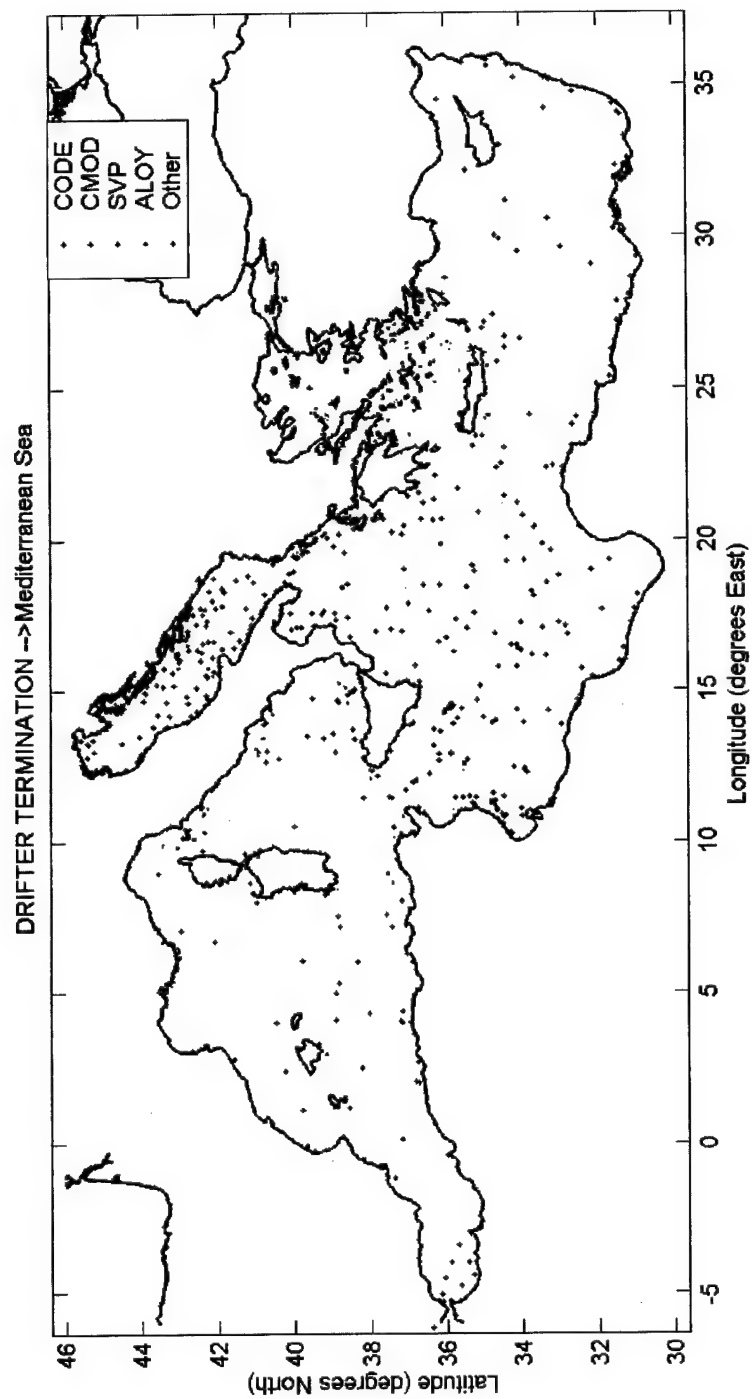 DRIFTER TERMINATION -->Mediterranean Sea
CODE
CMOD
SVP
ALOY
Other
46
44
42
40
38
36
34
32
30
Latitude (degrees North)
-5
0
5
10
15
20
25
30
35
Longitude (degrees East)